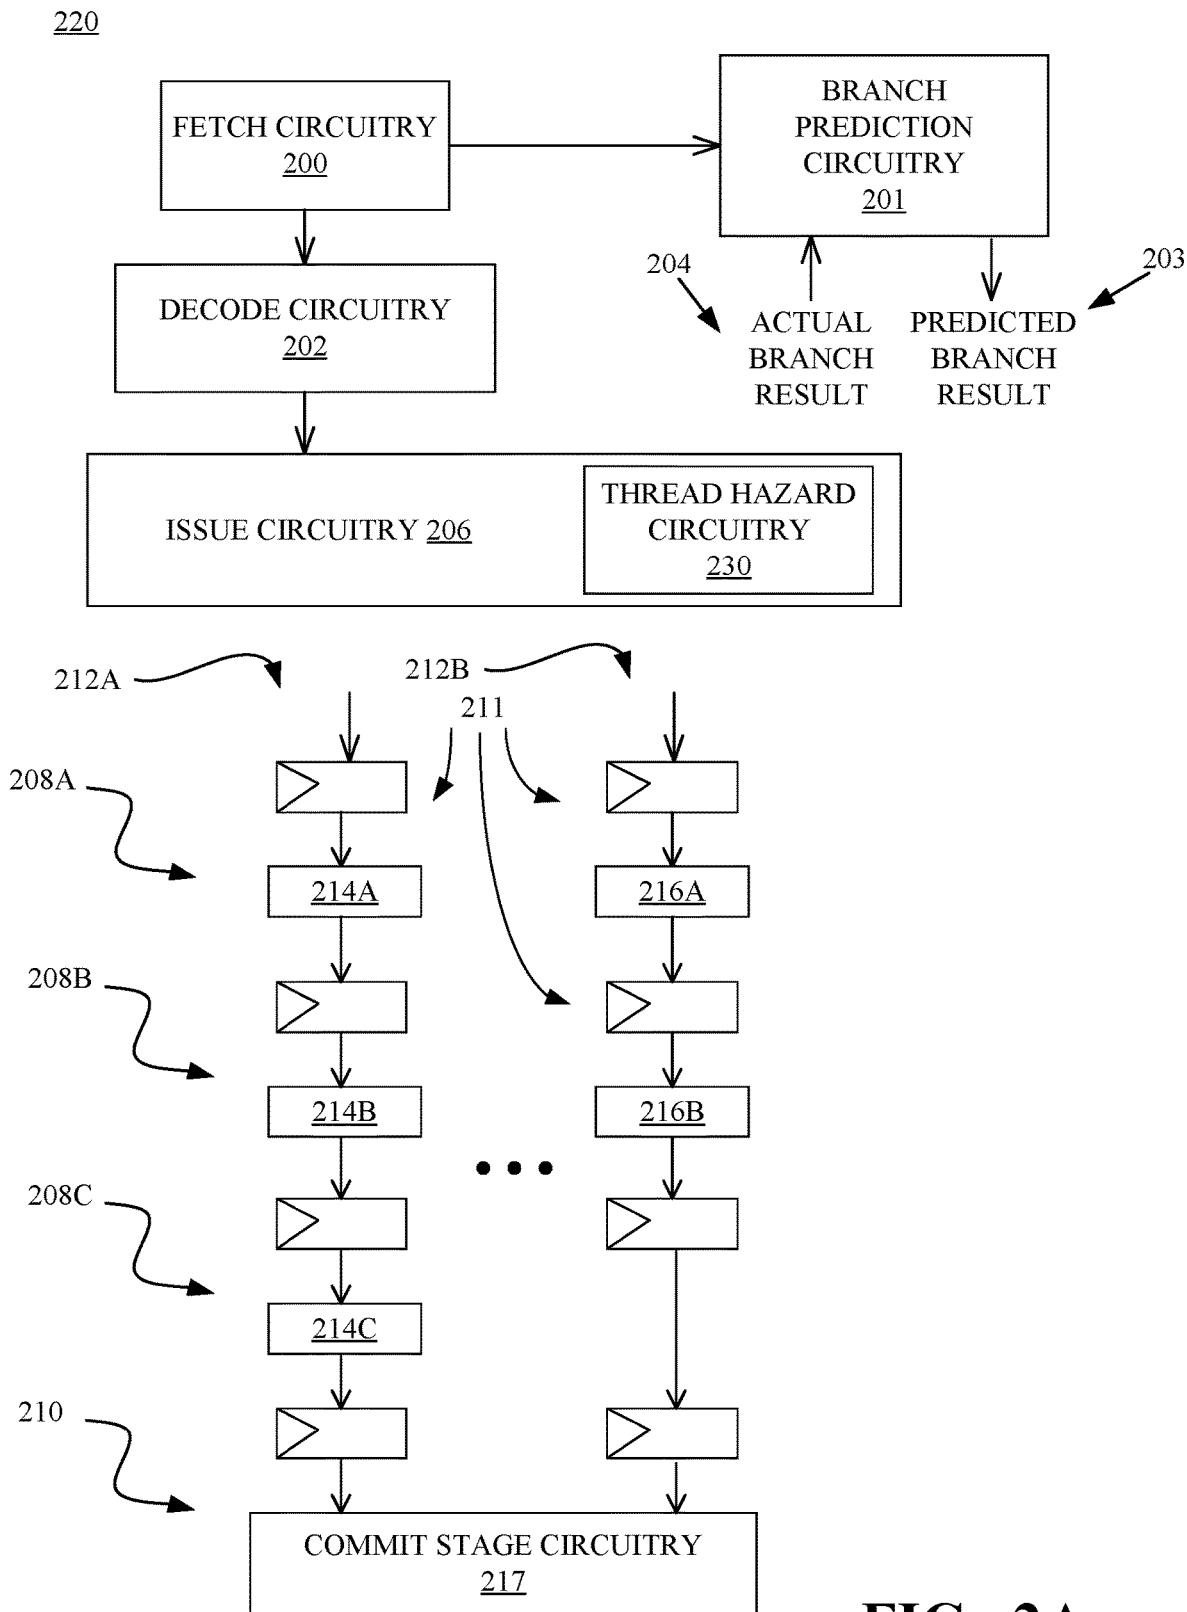 220
FETCH CIRCUITRY
200
BRANCH
PREDICTION
CIRCUITRY
201
DECODE CIRCUITRY
202
204
203
ACTUAL
BRANCH
RESULT
PREDICTED
BRANCH
RESULT
ISSUE CIRCUITRY 206
THREAD HAZARD
CIRCUITRY
230
212A
212B
211
208A
214A
216A
208B
214B
216B
208C
214C
210
COMMIT STAGE CIRCUITRY
217
FIG. 2A